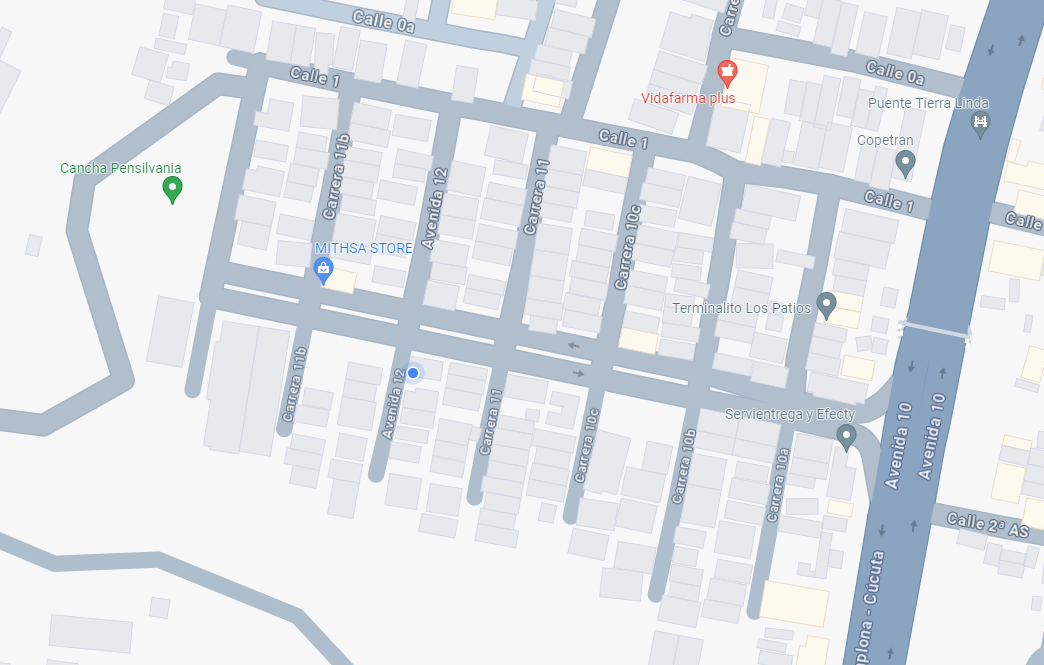 Calle 0a
Carre
Calle 0a
Calle 1
Vidafarma plus
Puente Tierra Linda
Calle 1
Copetran
Cancha Pensilvania
Carrera 11b
Avenida 12
Carrera 11
Calle 1
Calle
Carrera 10c
MITHSA STORE
Terminalito Los Patios
Carrera 11b
Avenida 12
Carrera 11
Carrera 10c
Carrera 10b
Carrera 10a
Servientrega y Efecty
Avenida 10
Avenida 10
Calle 2ª AS
plona - Cúcuta